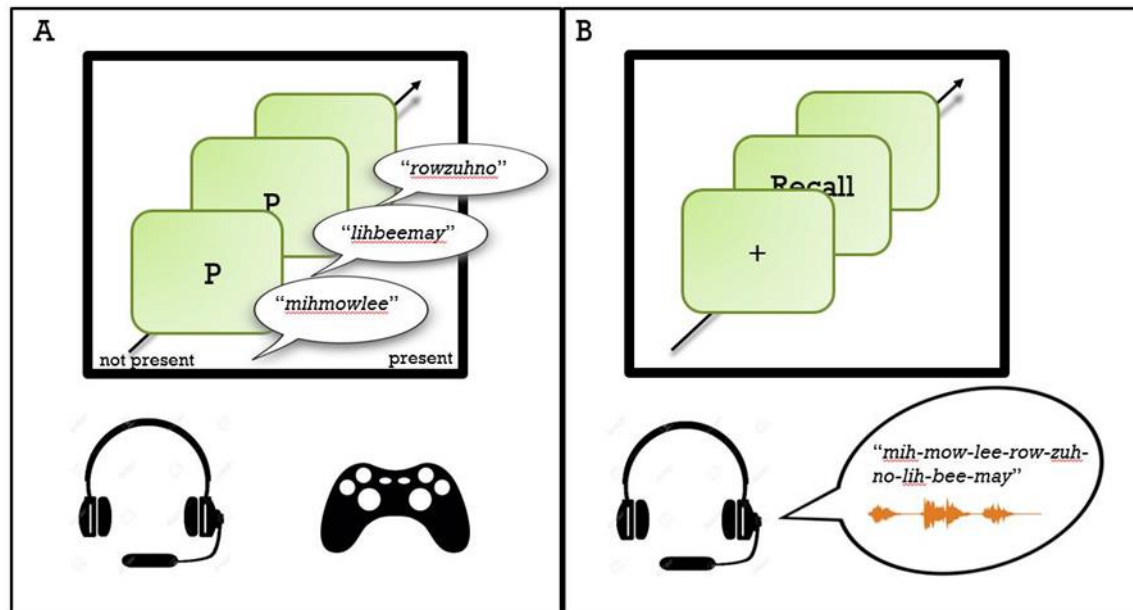 A
"rowzuhno"
P
"lihbeemay"
P
"mihmowlee"
not present
present
B
Recall
+
"mih-mow-lee-row-zuh-
no-lih-bee-may"